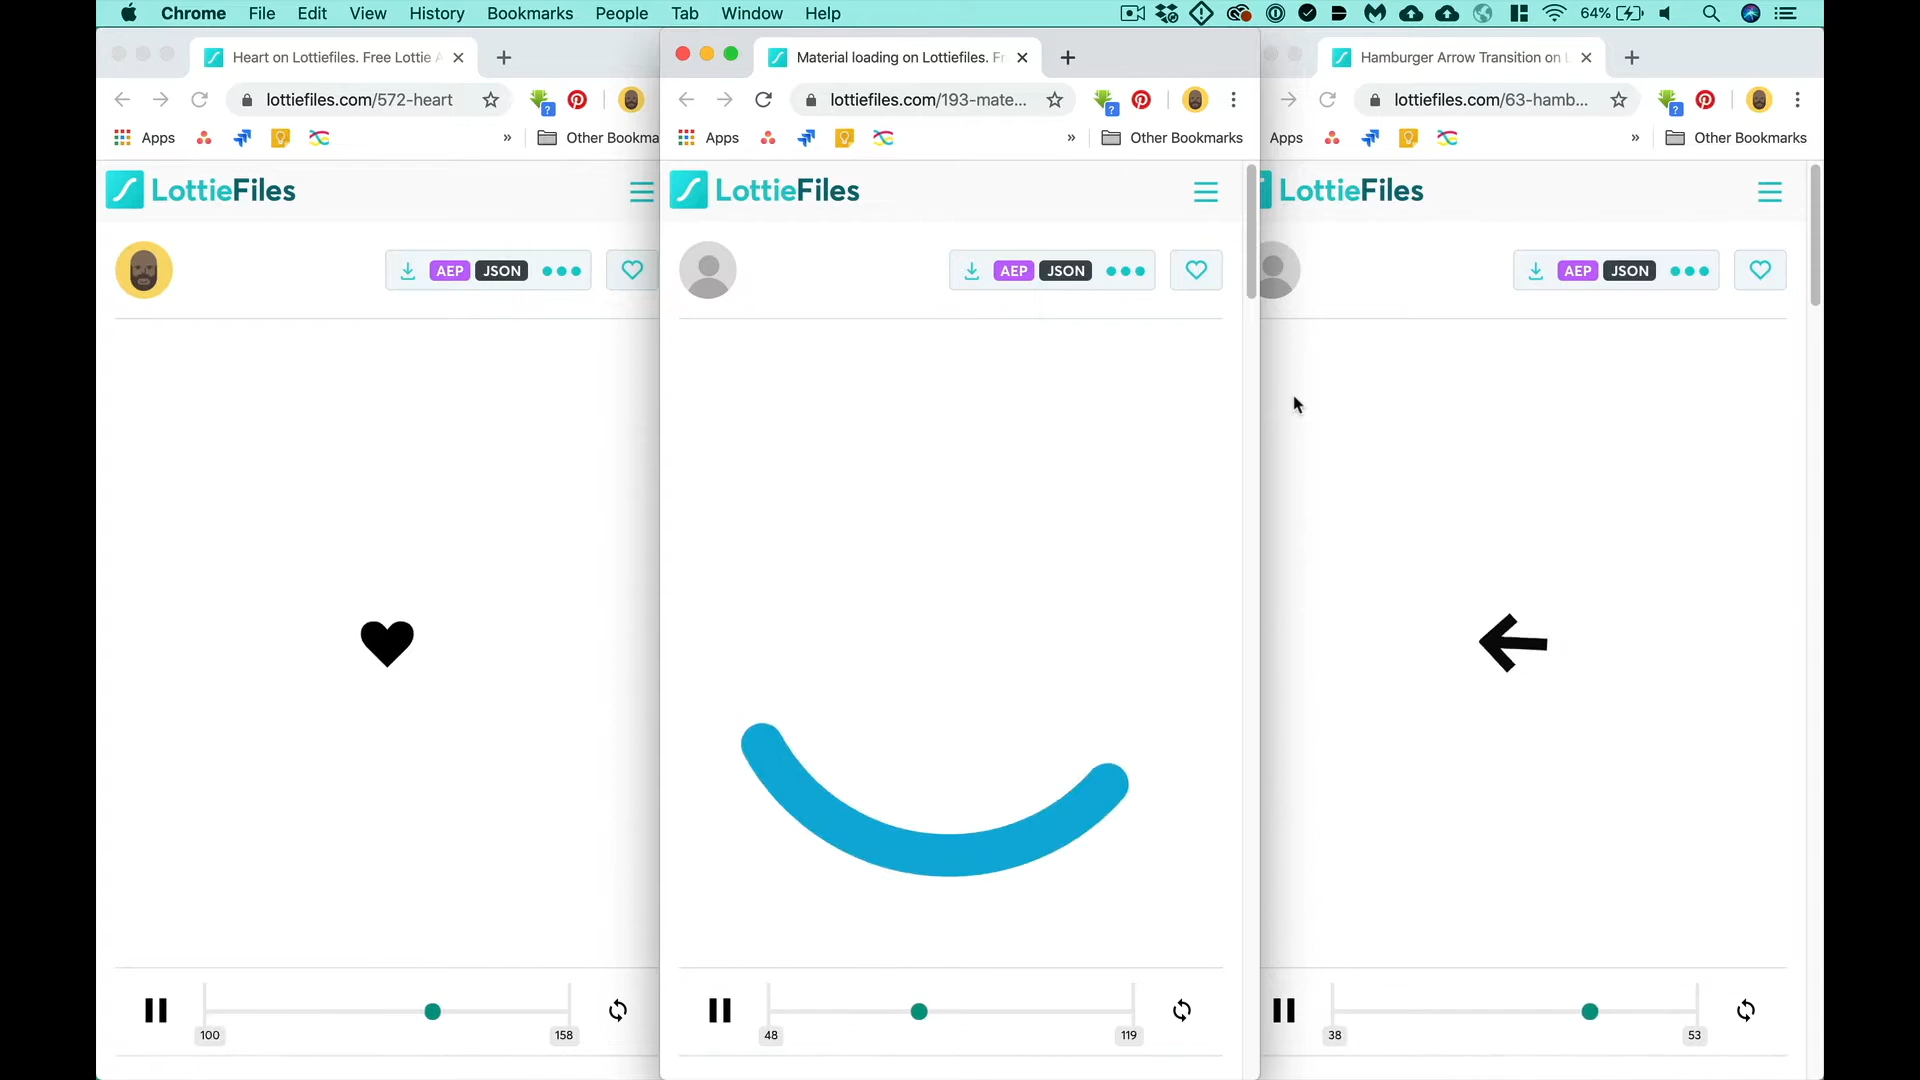 Chrome File Edit View History Bookmarks People Tab Window Help 64%
Heart on Lottiefiles. Free Lottie A
lottiefiles.com/572-heart
Apps » Other Bookma
LottieFiles
AEP JSON
100 158
Material loading on Lottiefiles. Fr
lottiefiles.com/193-mate...
Apps » Other Bookmarks
LottieFiles
AEP JSON
48 119
Hamburger Arrow Transition on L
lottiefiles.com/63-hamb...
Apps » Other Bookmarks
LottieFiles
AEP JSON
38 53